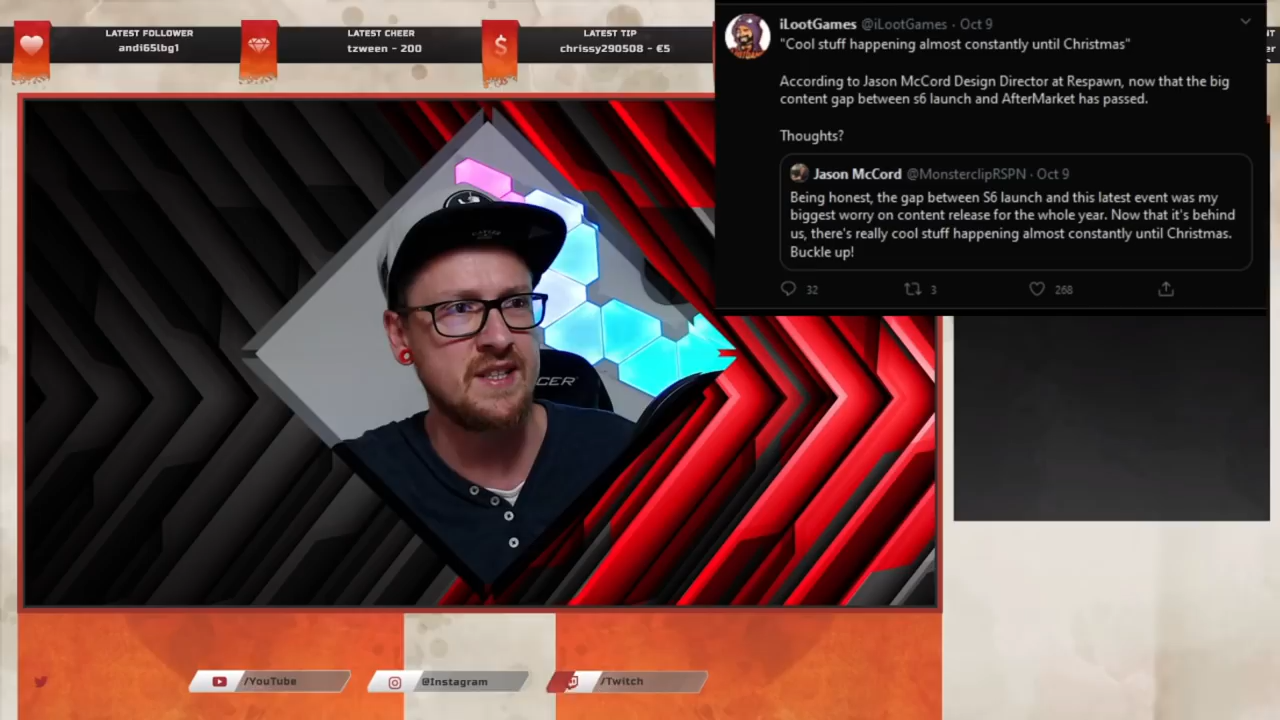 LATEST FOLLOWER
andi65lbg1
LATEST CHEER
tzween - 200
LATEST TIP
chrissy290508 - €5
iLootGames @iLootGames · Oct 9
"Cool stuff happening almost constantly until Christmas"
According to Jason McCord Design Director at Respawn, now that the big
content gap between s6 launch and AfterMarket has passed.
Thoughts?
Jason McCord @MonsterclipRSPN · Oct 9
Being honest, the gap between S6 launch and this latest event was my
biggest worry on content release for the whole year. Now that it's behind
us, there's really cool stuff happening almost constantly until Christmas.
Buckle up!
32
3
268
/YouTube
@Instagram
/Twitch